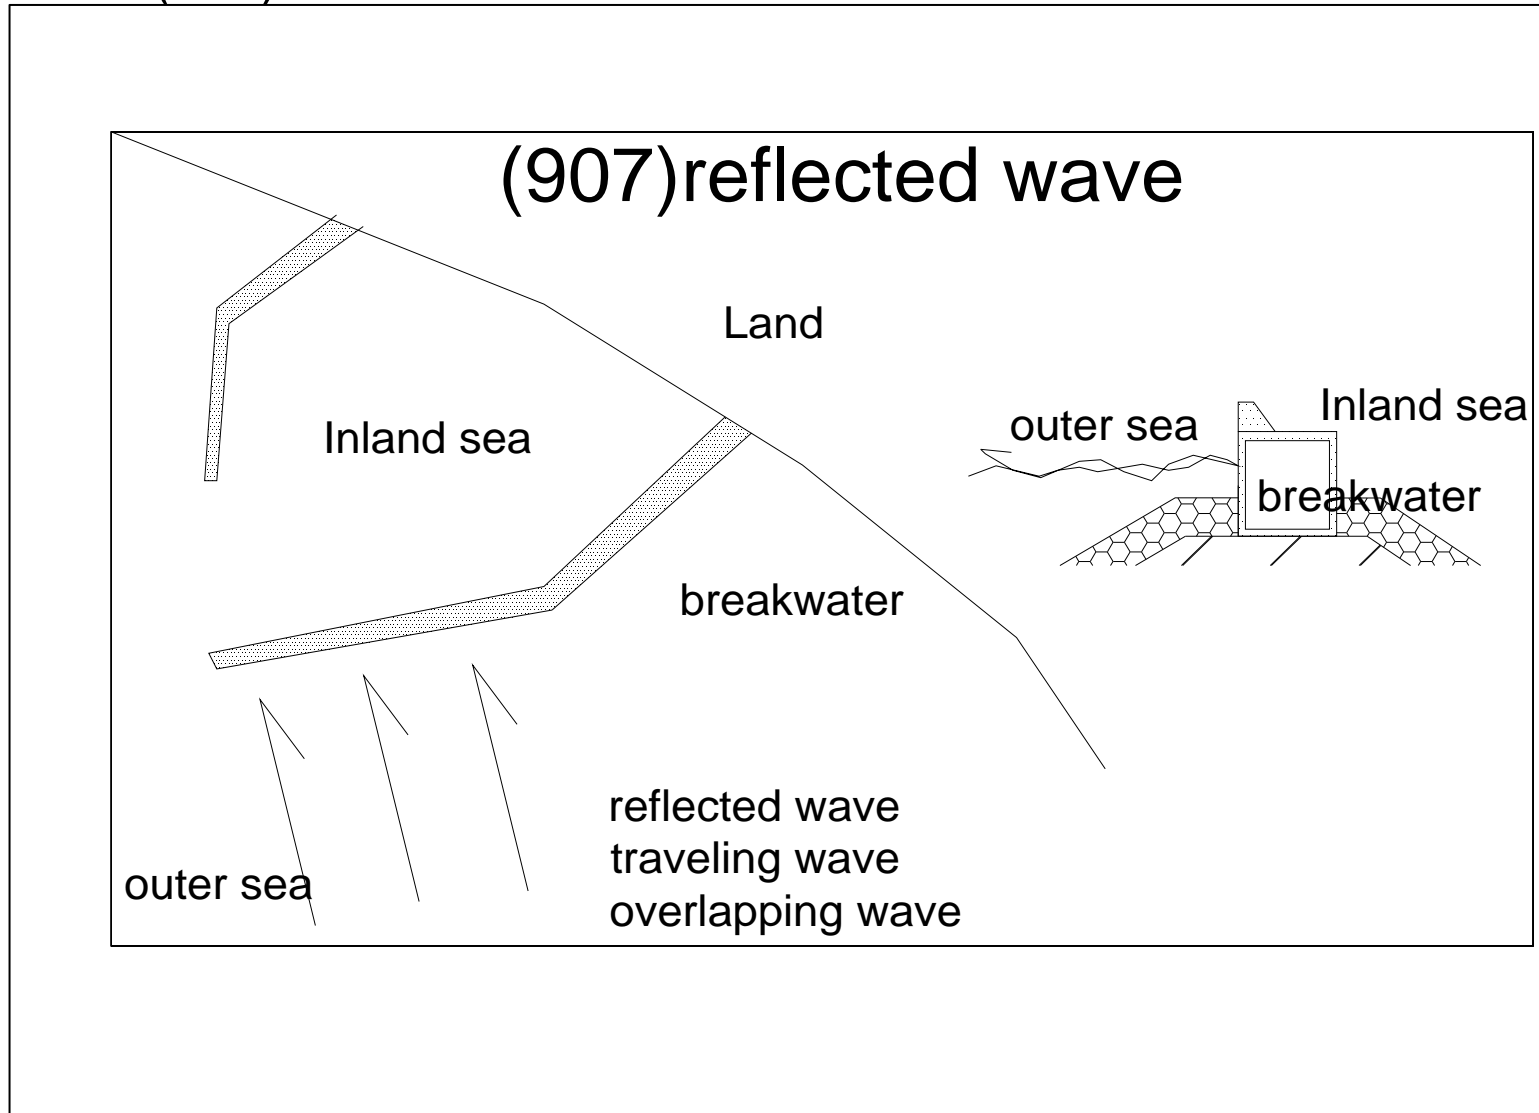 (907)reflected wave
Land
Inland sea
outer sea
Inland sea
breakwater
breakwater
reflected wave
traveling wave
overlapping wave
outer sea